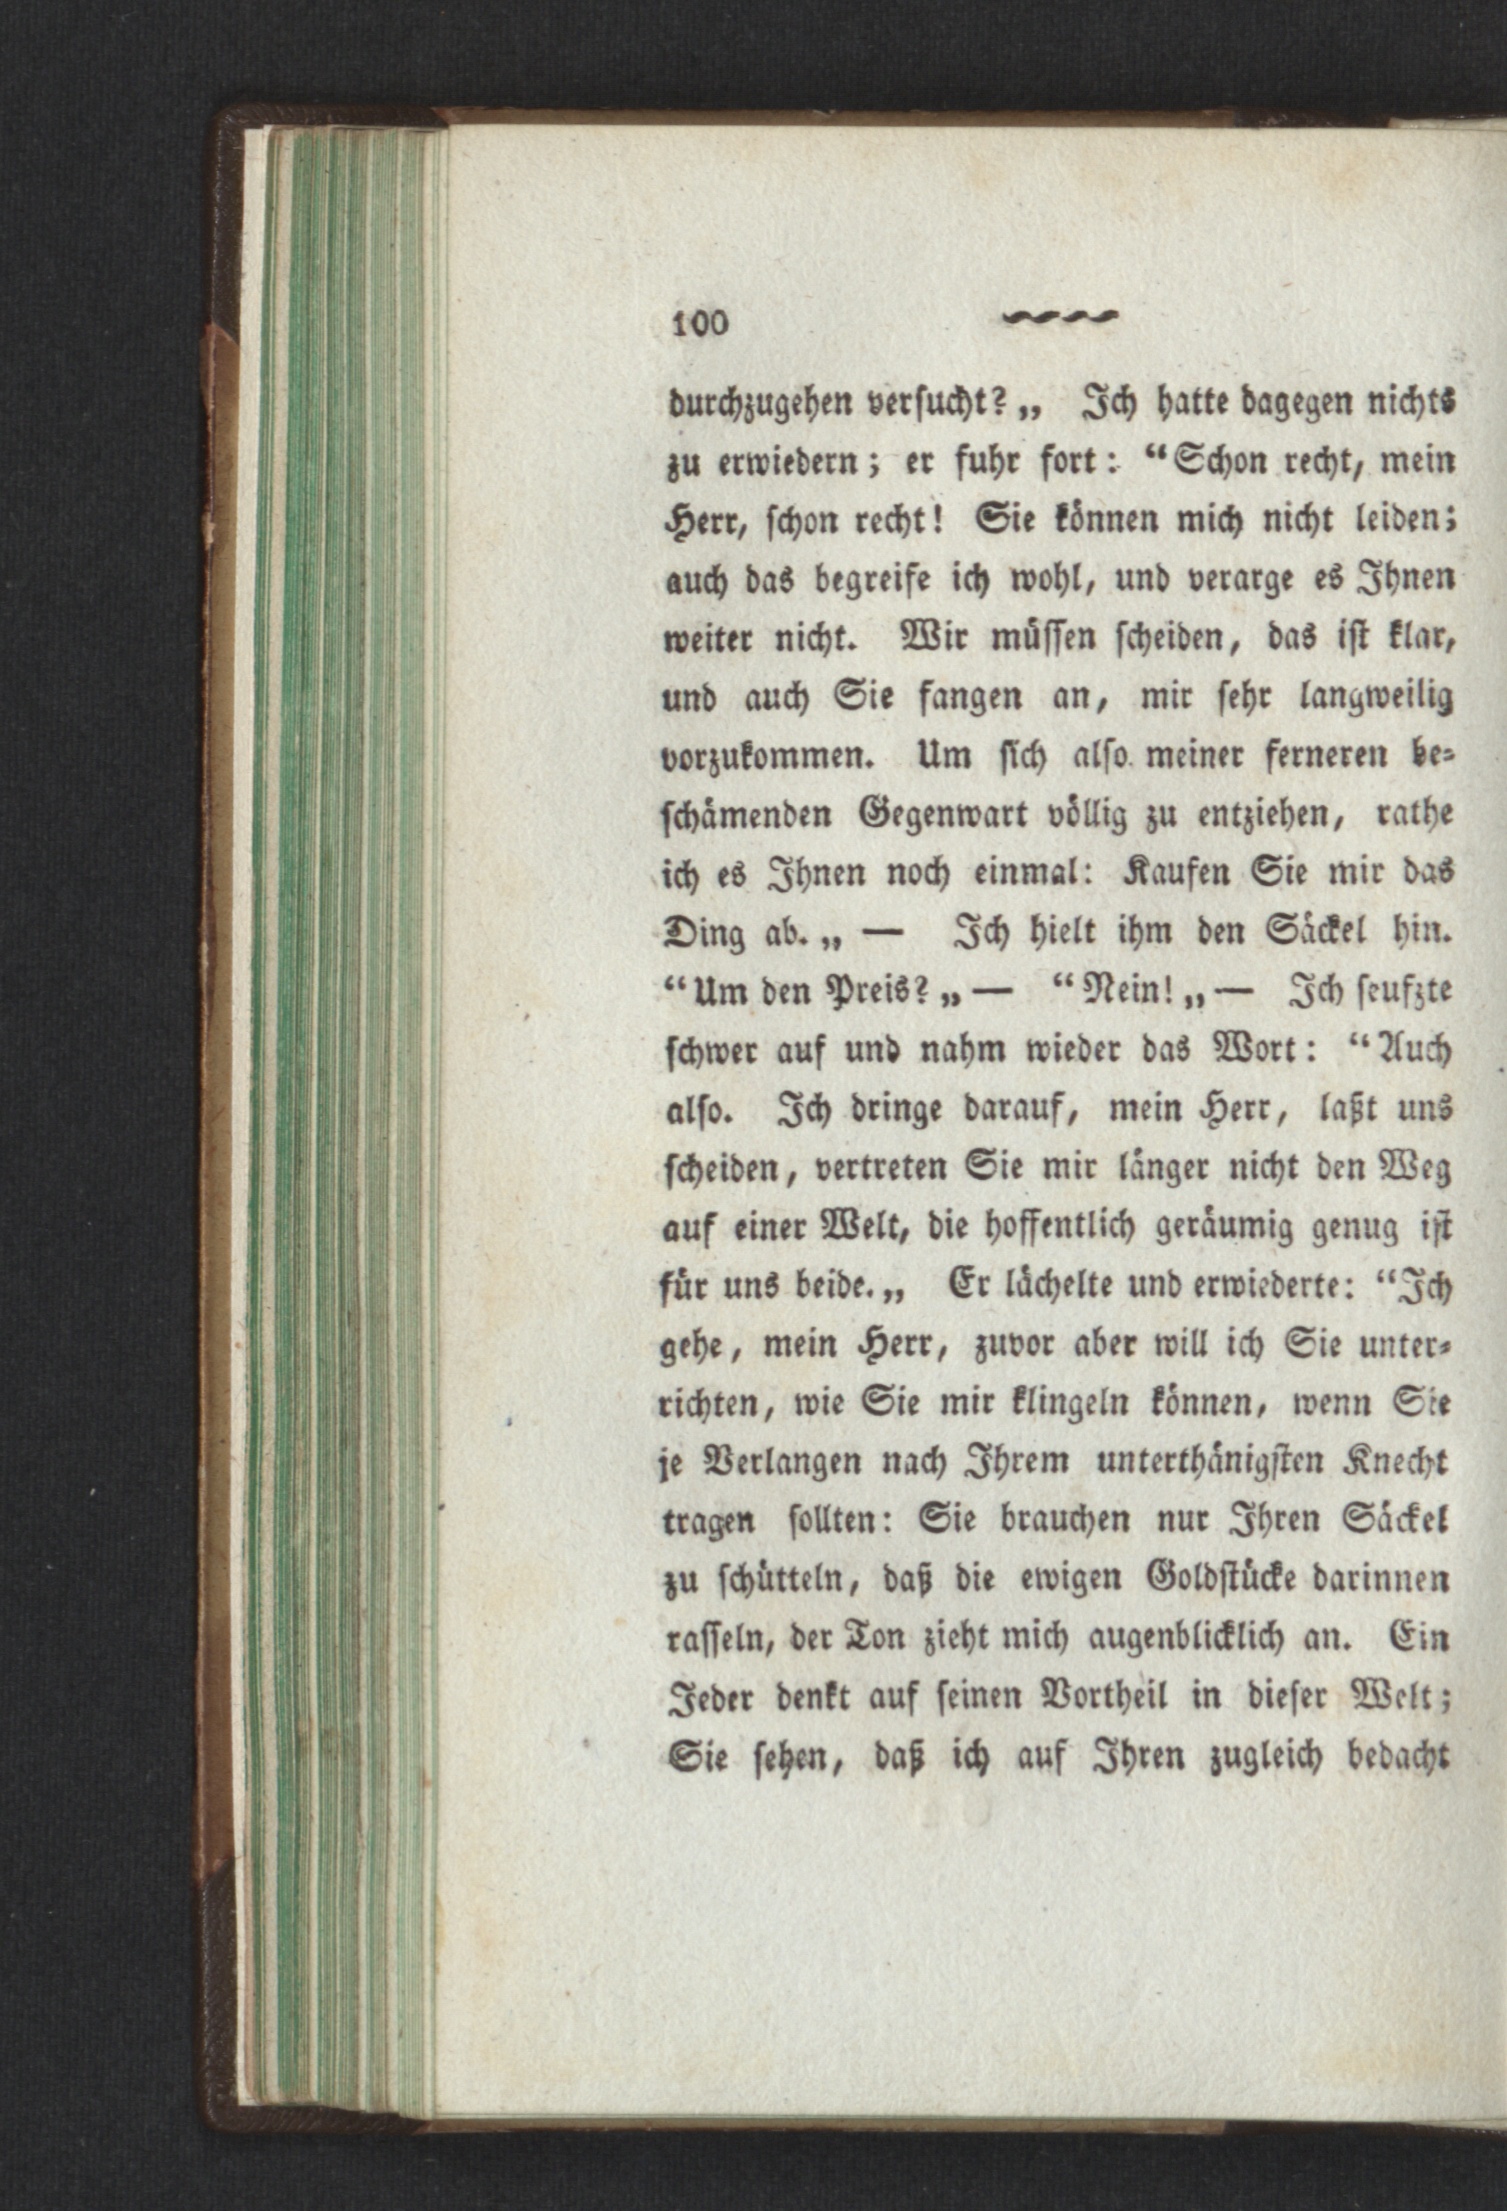 100
durchzugehen verſucht?„ Ich hatte dagegen nichts
zu erwiedern; er fuhr fort: “Schon recht, mein
Herr, ſchon recht! Sie können mich nicht leiden;
auch das begreife ich wohl, und verarge es Ihnen
weiter nicht. Wir müſſen ſcheiden, das iſt klar,
und auch Sie fangen an, mir ſehr langweilig
vorzukommen. Um ſich alſo meiner ferneren be⸗
ſchämenden Gegenwart völlig zu entziehen, rathe
ich es Ihnen noch einmal: Kaufen Sie mir das
Ding ab.„ — Ich hielt ihm den Säckel hin.
“Um den Preis?„ — “Nein!„ — Ich ſeufzte
ſchwer auf und nahm wieder das Wort: “Auch
alſo. Ich dringe darauf, mein Herr, laßt uns
ſcheiden, vertreten Sie mir länger nicht den Weg
auf einer Welt, die hoffentlich geräumig genug iſt
für uns beide.„ Er lächelte und erwiederte: “Ich
gehe, mein Herr, zuvor aber will ich Sie unter⸗
richten, wie Sie mir klingeln können, wenn Sie
je Verlangen nach Ihrem unterthänigſten Knecht
tragen ſollten: Sie brauchen nur Ihren Säckel
zu ſchütteln, daß die ewigen Goldſtücke darinnen
raſſeln, der Ton zieht mich augenblicklich an. Ein
Jeder denkt auf ſeinen Vortheil in dieſer Welt;
Sie ſehen, daß ich auf Ihren zugleich bedacht